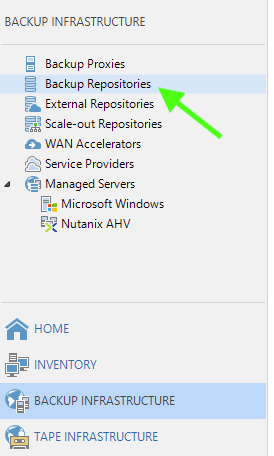 BACKUP INFRASTRUCTURE
Backup Proxies
Backup Repositories
External Repositories
Scale-out Repositories
WAN Accelerators
Service Providers
Managed Servers
Microsoft Windows
Nutanix AHV
HOME
INVENTORY
BACKUP INFRASTRUCTURE
TAPE INFRASTRUCTURE